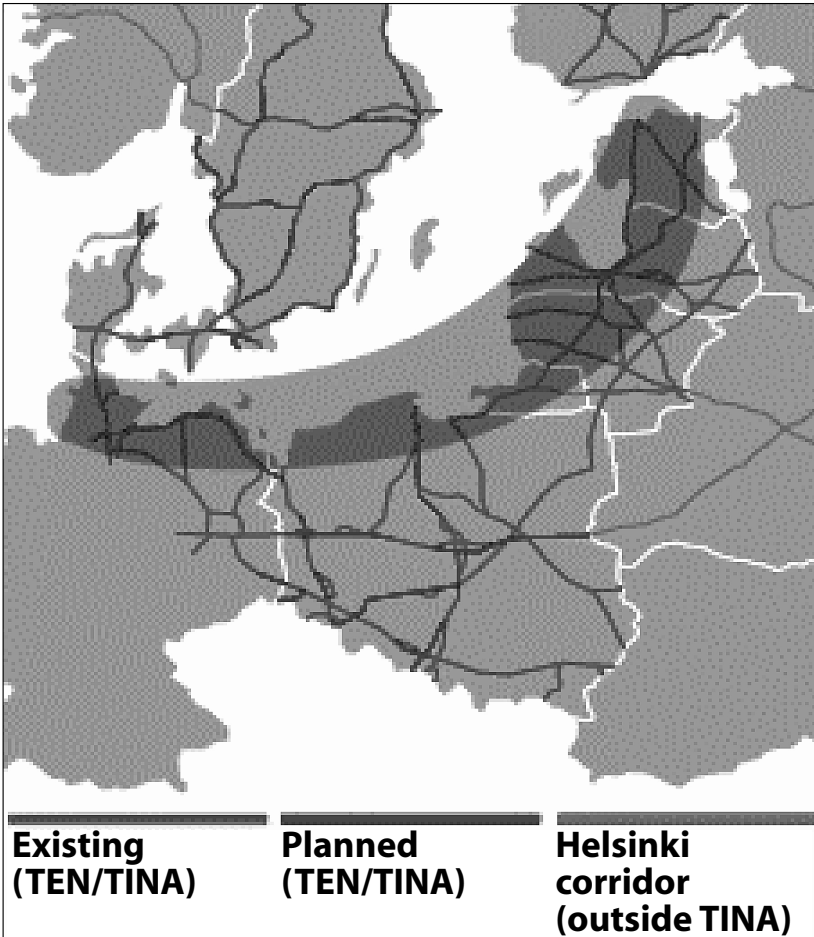 Existing
(TEN/TINA)
Planned
(TEN/TINA)
Helsinki
corridor
(outside TINA)